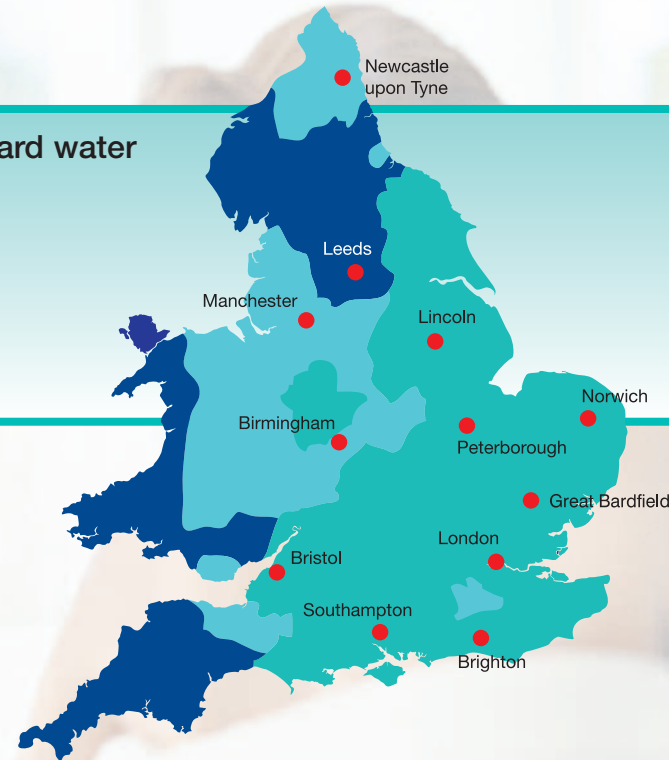 Newcastle
upon Tyne
ard water
Leeds
Manchester
Lincoln
Norwich
Birmingham
Peterborough
Great Bardfield
London
Bristol
Southampton
Brighton